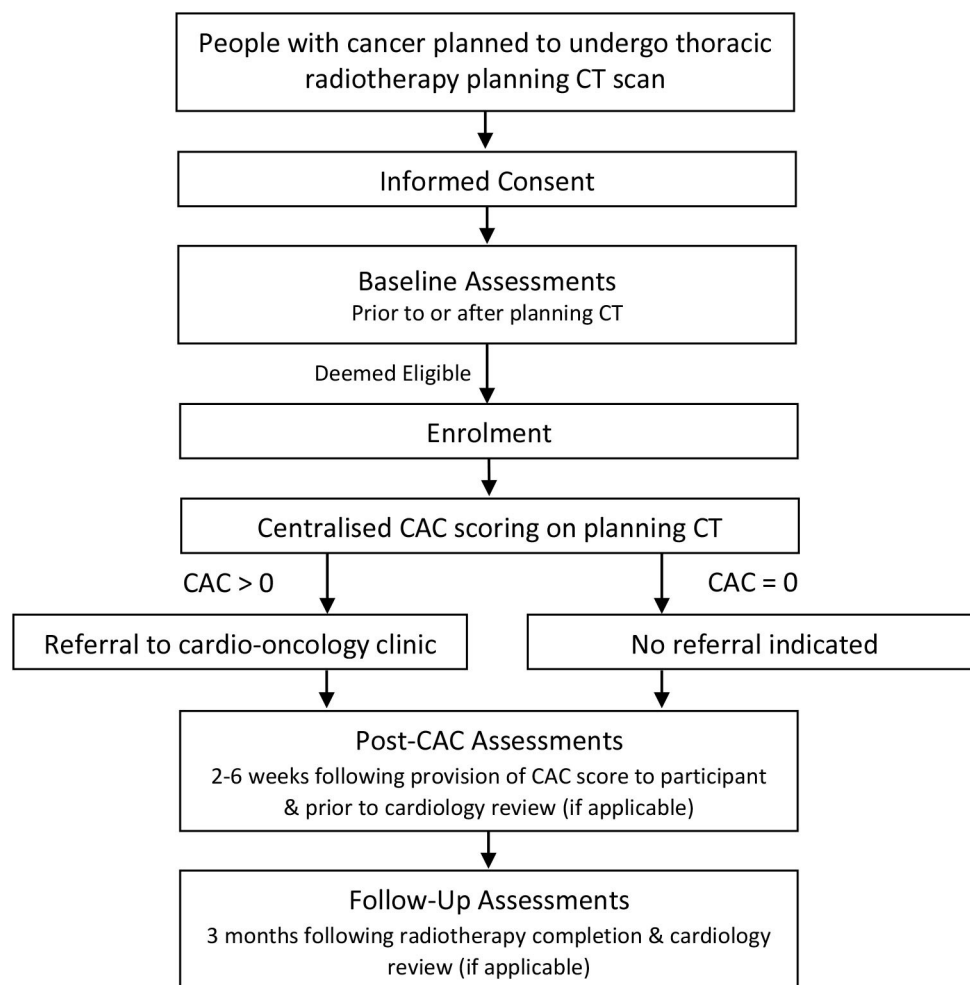 People with cancer planned to undergo thoracic
radiotherapy planning CT scan
Informed Consent
Baseline Assessments
Prior to or after planning CT
Deemed Eligible
Enrolment
Centralised CAC scoring on planning CT
CAC > 0
CAC = 0
Referral to cardio-oncology clinic
No referral indicated
Post-CAC Assessments
2-6 weeks following provision of CAC score to participant
& prior to cardiology review (if applicable)
Follow-Up Assessments
3 months following radiotherapy completion & cardiology
review (if applicable)